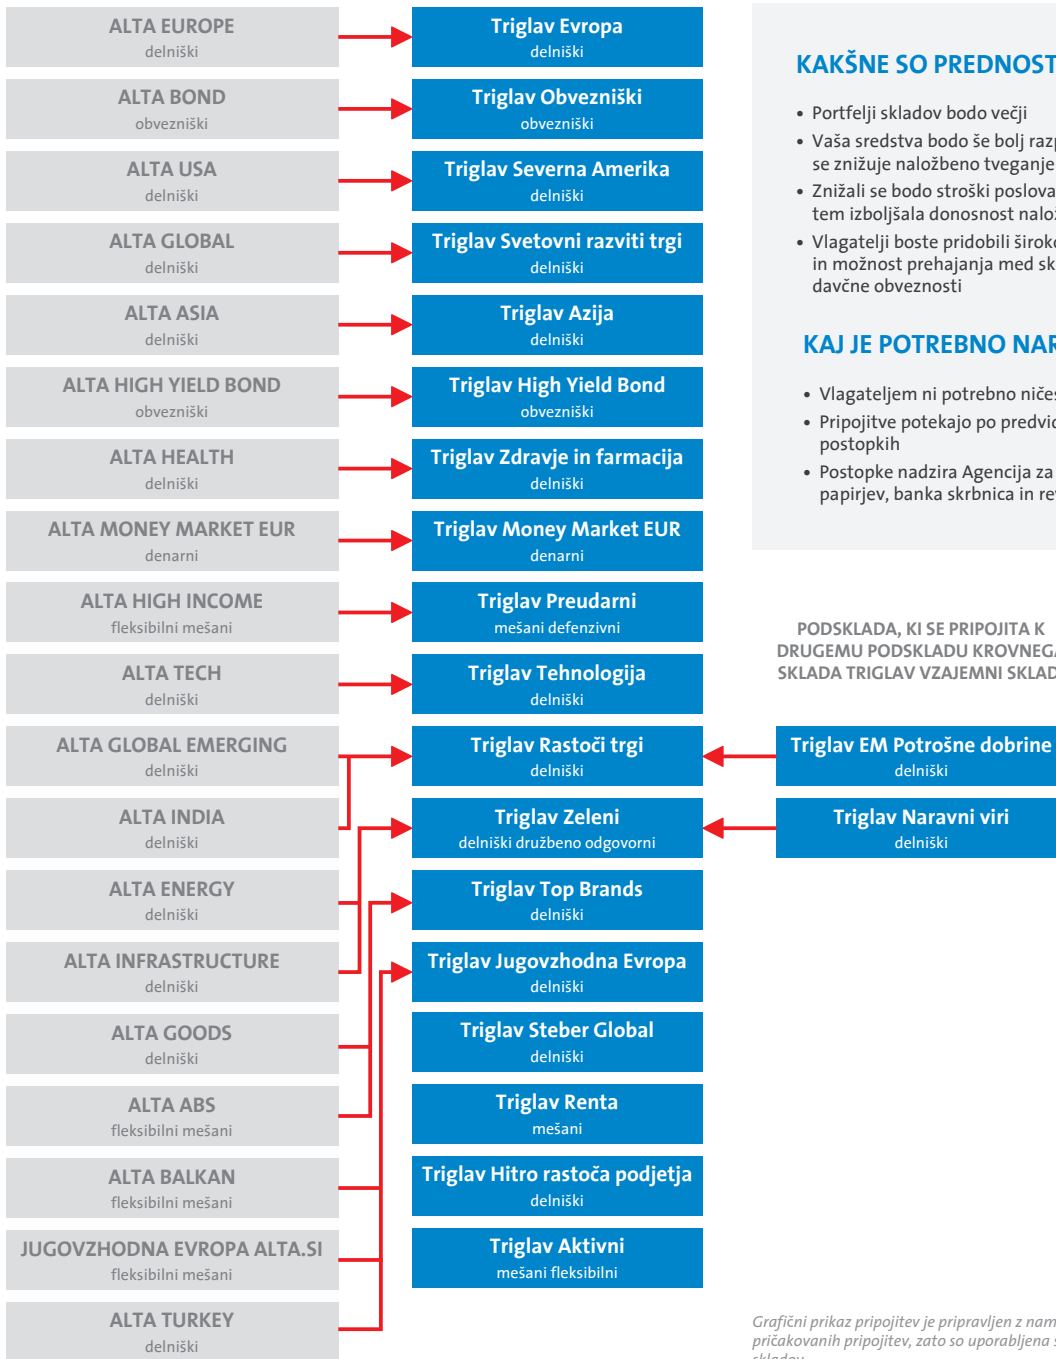 ALTA EUROPE
delniški
Triglav Evropa
delniški
ALTA BOND
obvezniški
Triglav Obvezniški
obvezniški
ALTA USA
delniški
Triglav Severna Amerika
delniški
ALTA GLOBAL
delniški
Triglav Svetovni razviti trgi
delniški
ALTA ASIA
delniški
Triglav Azija
delniški
ALTA HIGH YIELD BOND
obvezniški
Triglav High Yield Bond
obvezniški
ALTA HEALTH
delniški
Triglav Zdravje in farmacija
delniški
ALTA MONEY MARKET EUR
denarni
Triglav Money Market EUR
denarni
ALTA HIGH INCOME
fleksibilni mešani
Triglav Preudarni
mešani defenzivni
ALTA TECH
delniški
Triglav Tehnologija
delniški
ALTA GLOBAL EMERGING
delniški
Triglav Rastoči trgi
delniški
ALTA INDIA
delniški
Triglav Zeleni
delniški družbeno odgovorni
ALTA ENERGY
delniški
Triglav Top Brands
delniški
ALTA INFRASTRUCTURE
delniški
Triglav Jugovzhodna Evropa
delniški
ALTA GOODS
delniški
Triglav Steber Global
delniški
ALTA ABS
fleksibilni mešani
Triglav Renta
mešani
ALTA BALKAN
fleksibilni mešani
Triglav Hitro rastoča podjetja
delniški
JUGOVZHODNA EVROPA ALTA.SI
fleksibilni mešani
Triglav Aktivni
mešani fleksibilni
ALTA TURKEY
delniški
KAKŠNE SO PREDNOST
• Portfelji skladov bodo večji
• Vaša sredstva bodo še bolj razp
se znižuje naložbeno tveganje
• Znižali se bodo stroški poslova
tem izboljšala donosnost nalož
• Vlagatelji boste pridobili široko
in možnost prehajanja med sk
davčne obveznosti
KAJ JE POTREBNO NAR
• Vlagateljem ni potrebno ničes
• Pripojitve potekajo po predvid
postopkih
• Postopke nadzira Agencija za
papirjev, banka skrbnica in rev
PODSKLADA, KI SE PRIPOJITA K
DRUGEMU PODSKLADU KROVNEGA
SKLADA TRIGLAV VZAJEMNI SKLAD
Triglav EM Potrošne dobrine
delniški
Triglav Naravni viri
delniški
Grafični prikaz pripojitev je pripravljen z nam
pričakovanih pripojitev, zato so uporabljena s
skladov